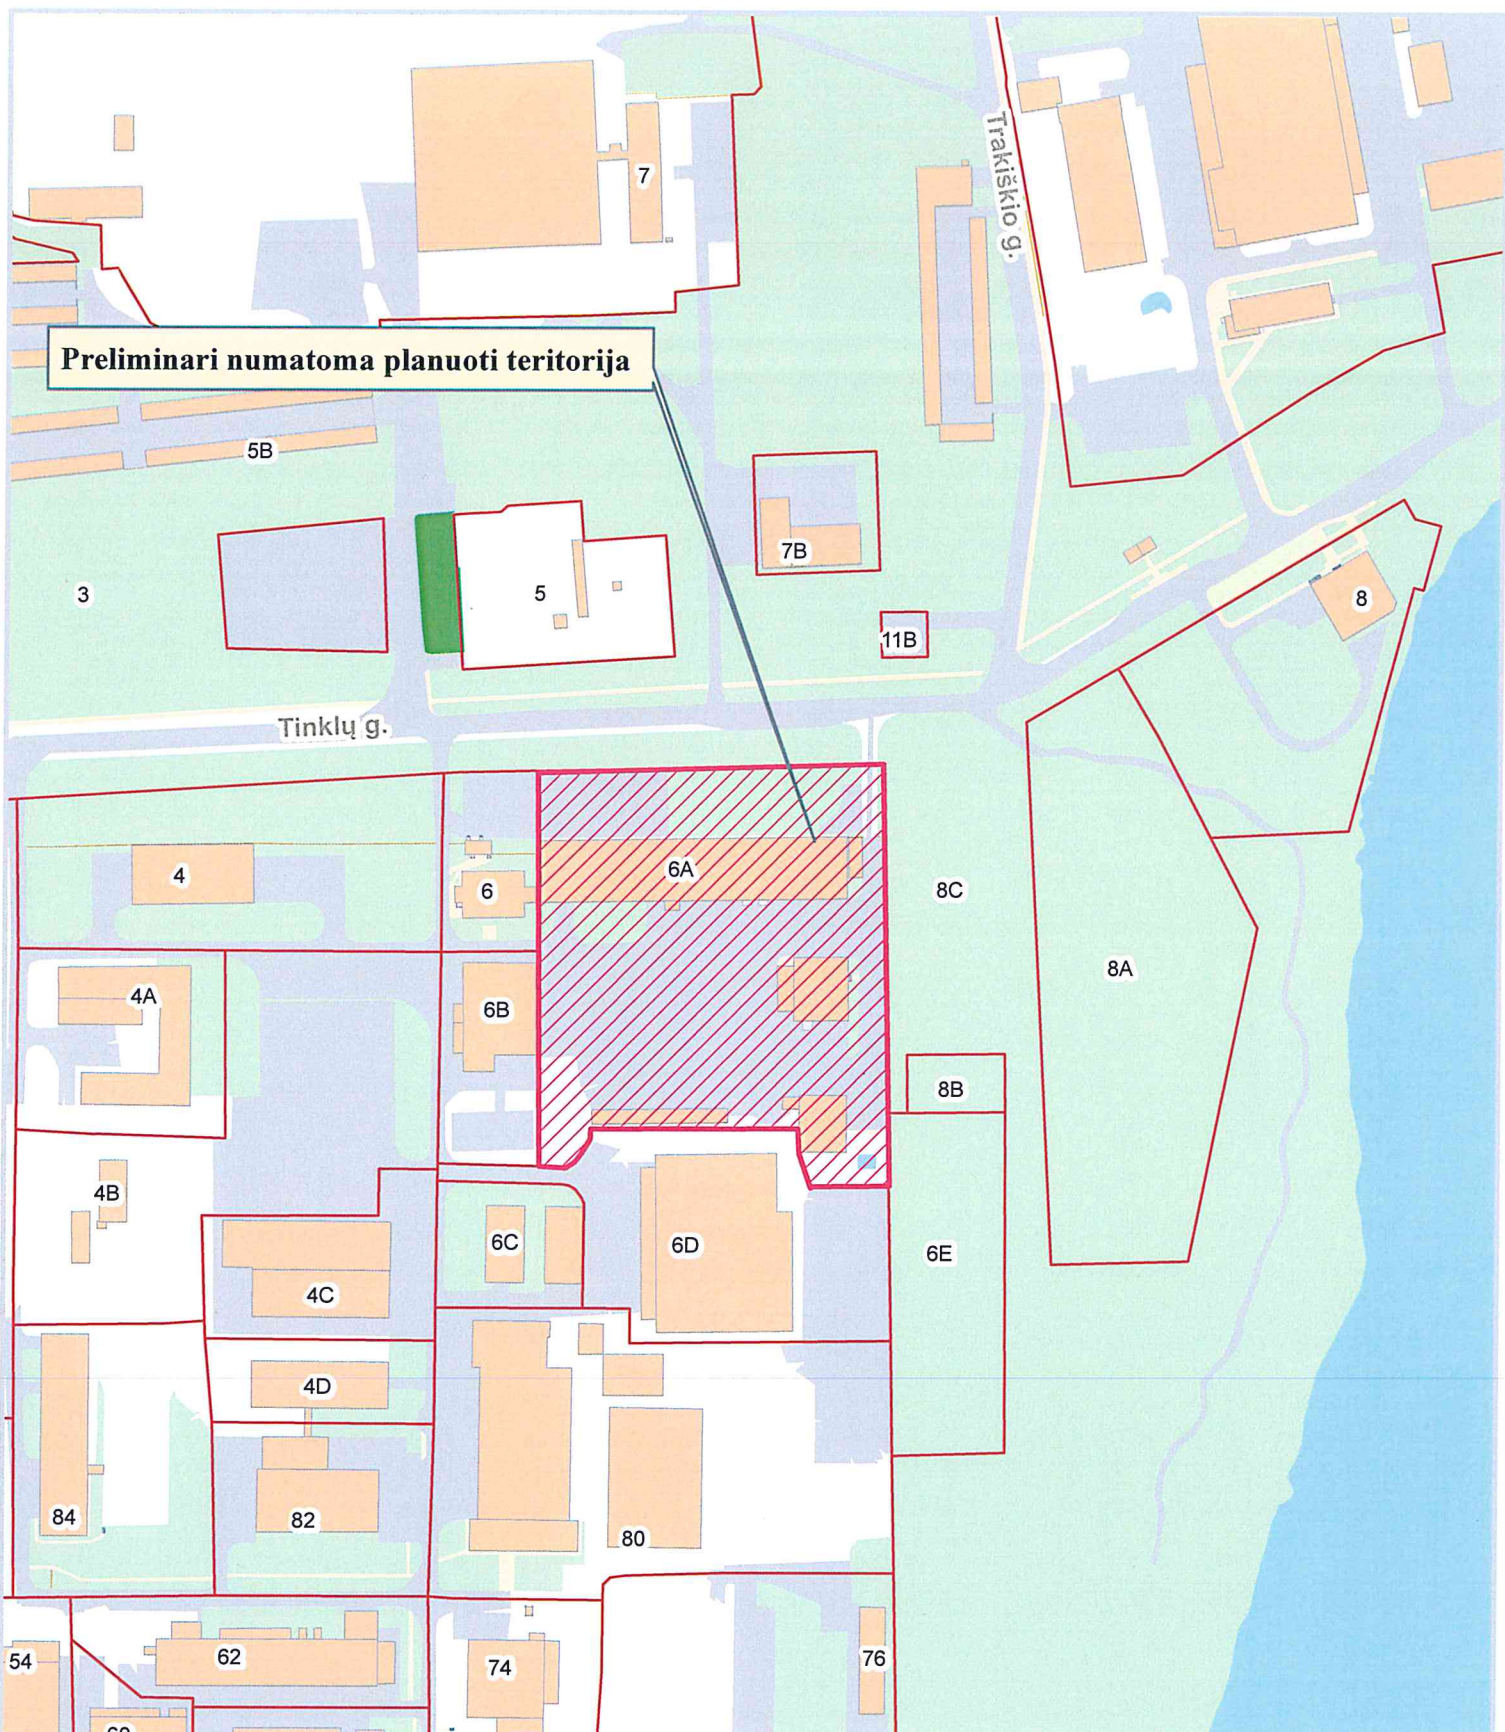 7
Trakiškio g.
Preliminari numatoma planuoti teritorija
5B
7B
3
5
8
11B
Tinklų g.
4
6
6A
8C
8A
4A
6B
8B
4B
6C
6D
6E
4C
4D
84
82
80
54
62
74
76